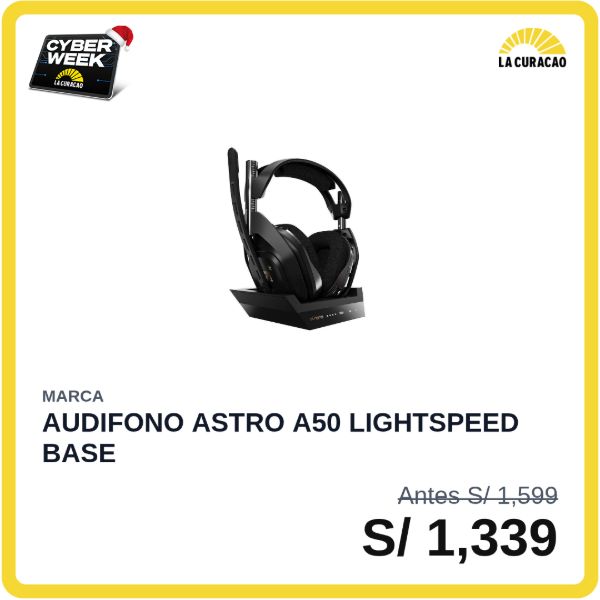 CYBER
WEEK
LA CURACAO
LA CURACAO
MARCA
AUDIFONO ASTRO A50 LIGHTSPEED
BASE
Antes S/ 1,599
S/ 1,339